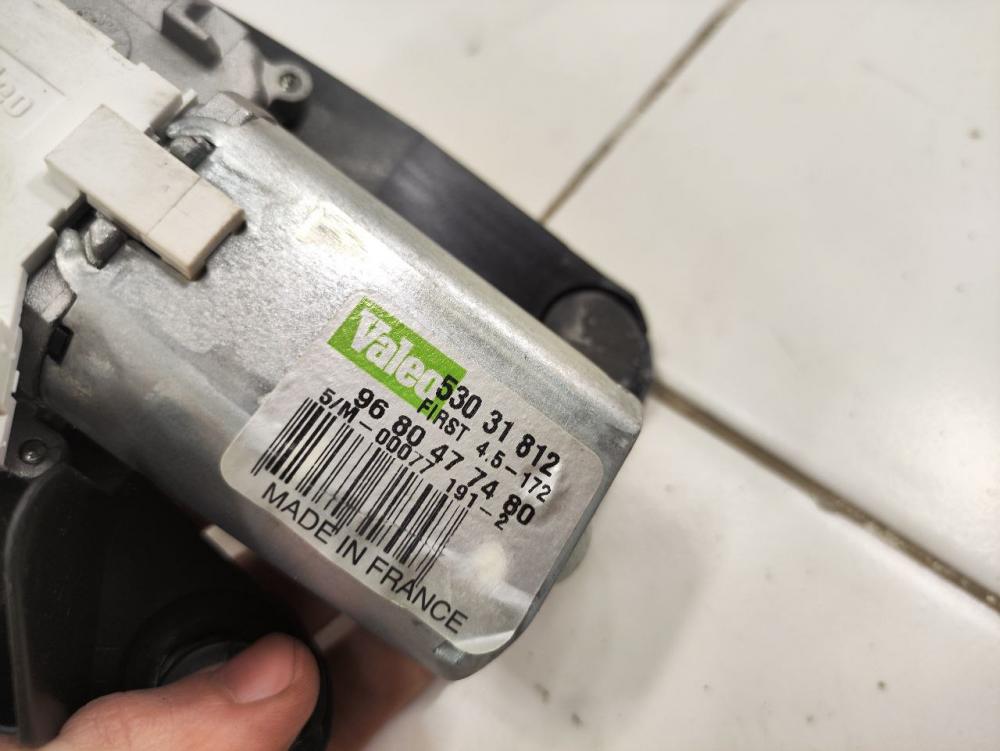 Valeo
530 31 812
FIRST 4.5-172
96 80 47 74 80
5/M-00077 191-2
MADE IN FRANCE